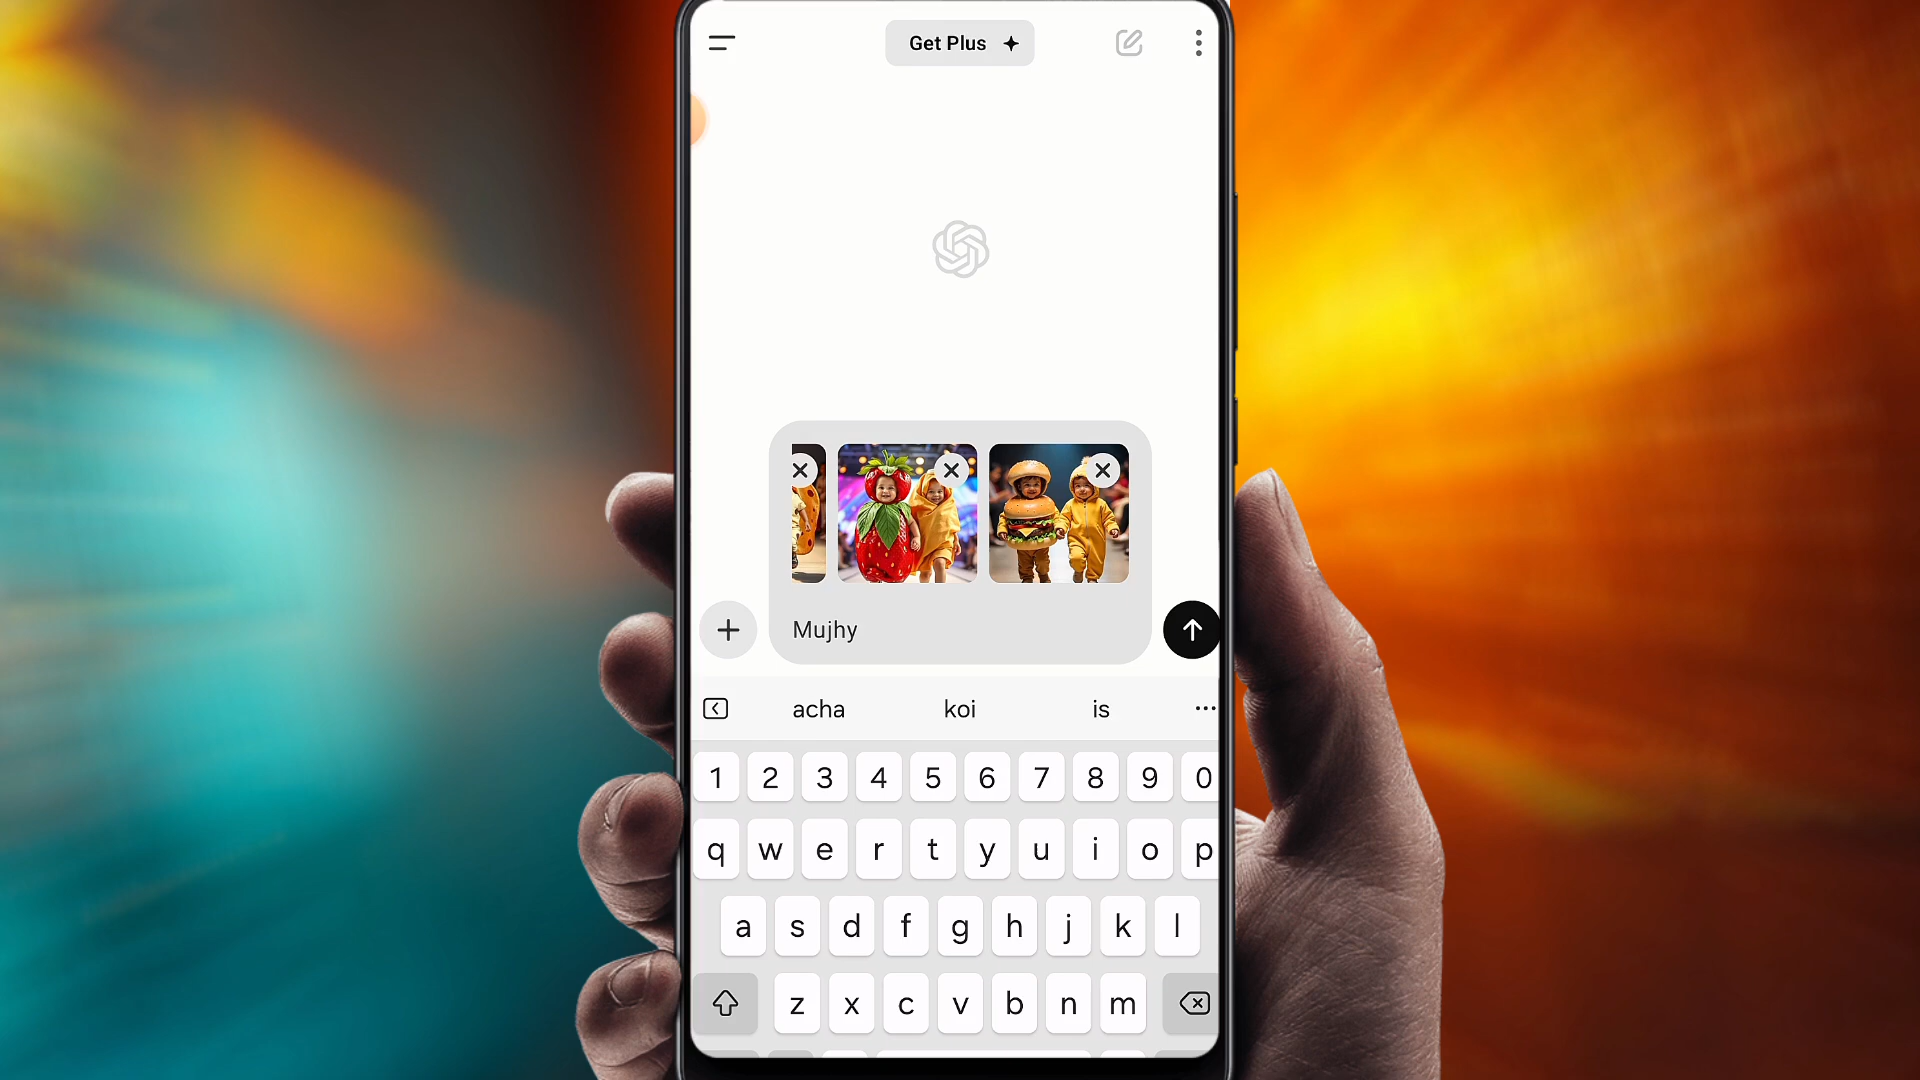 Get Plus
Mujhy
acha koi is
1 2 3 4 5 6 7 8 9 0
q w e r t y u i o p
a s d f g h j k l
z x c v b n m